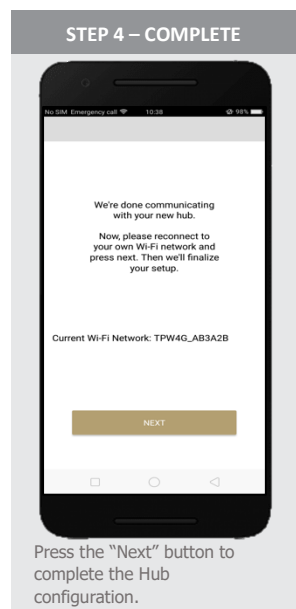 STEP 4 – COMPLETE
No SIM Emergency call 10:38 98%
We're done communicating
with your new hub.
Now, please reconnect to
your own Wi-Fi network and
press next. Then we'll finalize
your setup.
Current Wi-Fi Network: TPW4G_AB3A2B
NEXT
Press the “Next” button to
complete the Hub
configuration.